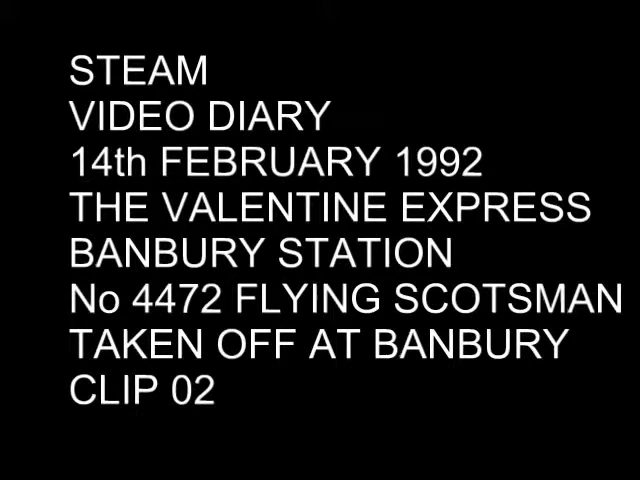 STEAM
VIDEO DIARY
14th FEBRUARY 1992
THE VALENTINE EXPRESS
BANBURY STATION
No 4472 FLYING SCOTSMAN
TAKEN OFF AT BANBURY
CLIP 02